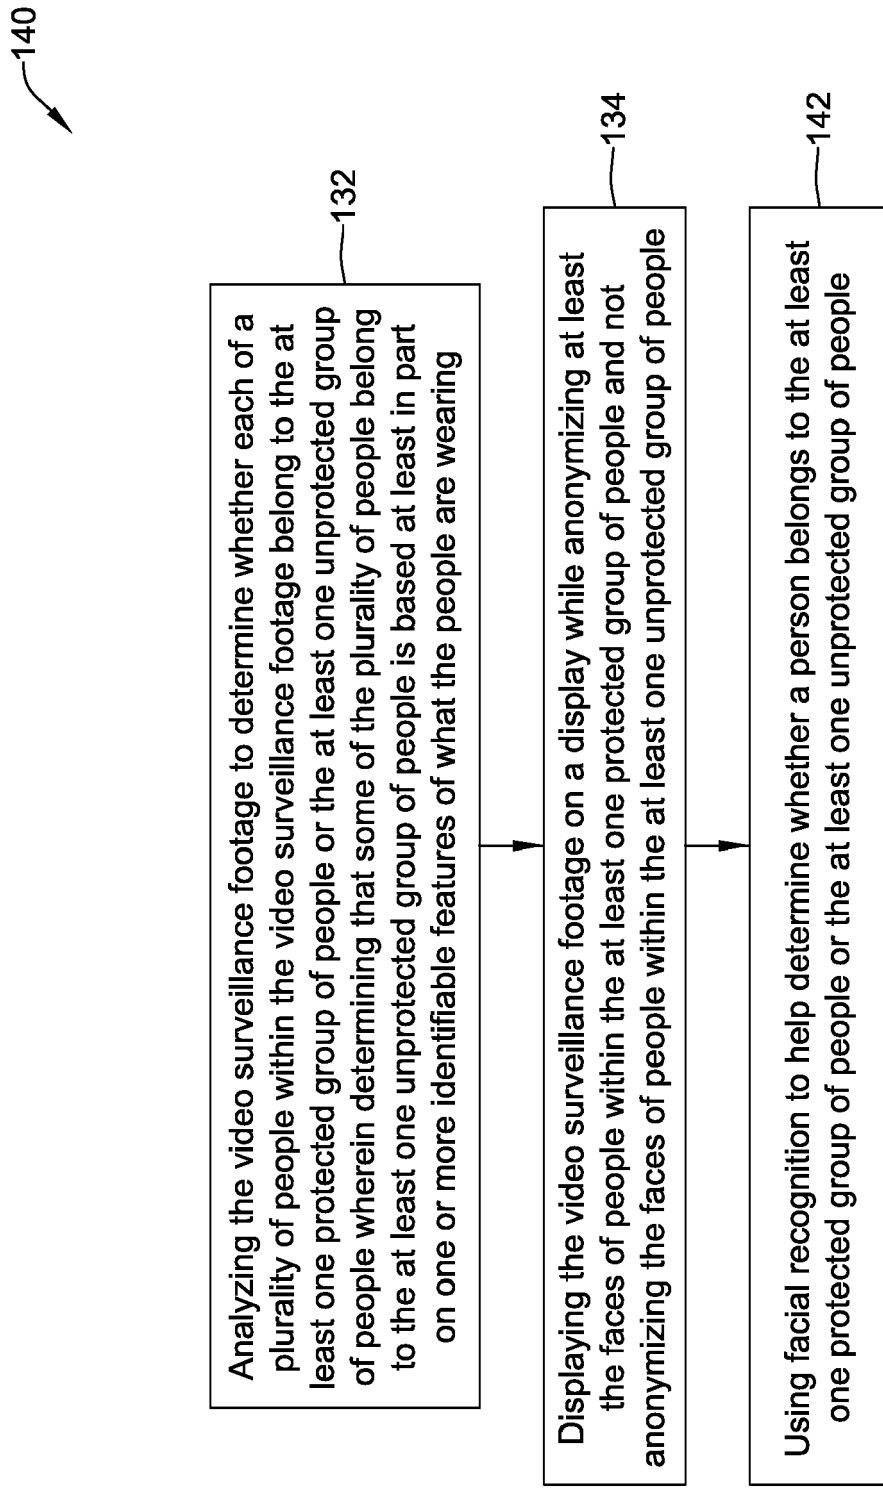 140
132
Analyzing the video surveillance footage to determine whether each of a
plurality of people within the video surveillance footage belong to the at
least one protected group of people or the at least one unprotected group
of people wherein determining that some of the plurality of people belong
to the at least one unprotected group of people is based at least in part
on one or more identifiable features of what the people are wearing
134
Displaying the video surveillance footage on a display while anonymizing at least
the faces of people within the at least one protected group of people and not
anonymizing the faces of people within the at least one unprotected group of people
142
Using facial recognition to help determine whether a person belongs to the at least
one protected group of people or the at least one unprotected group of people